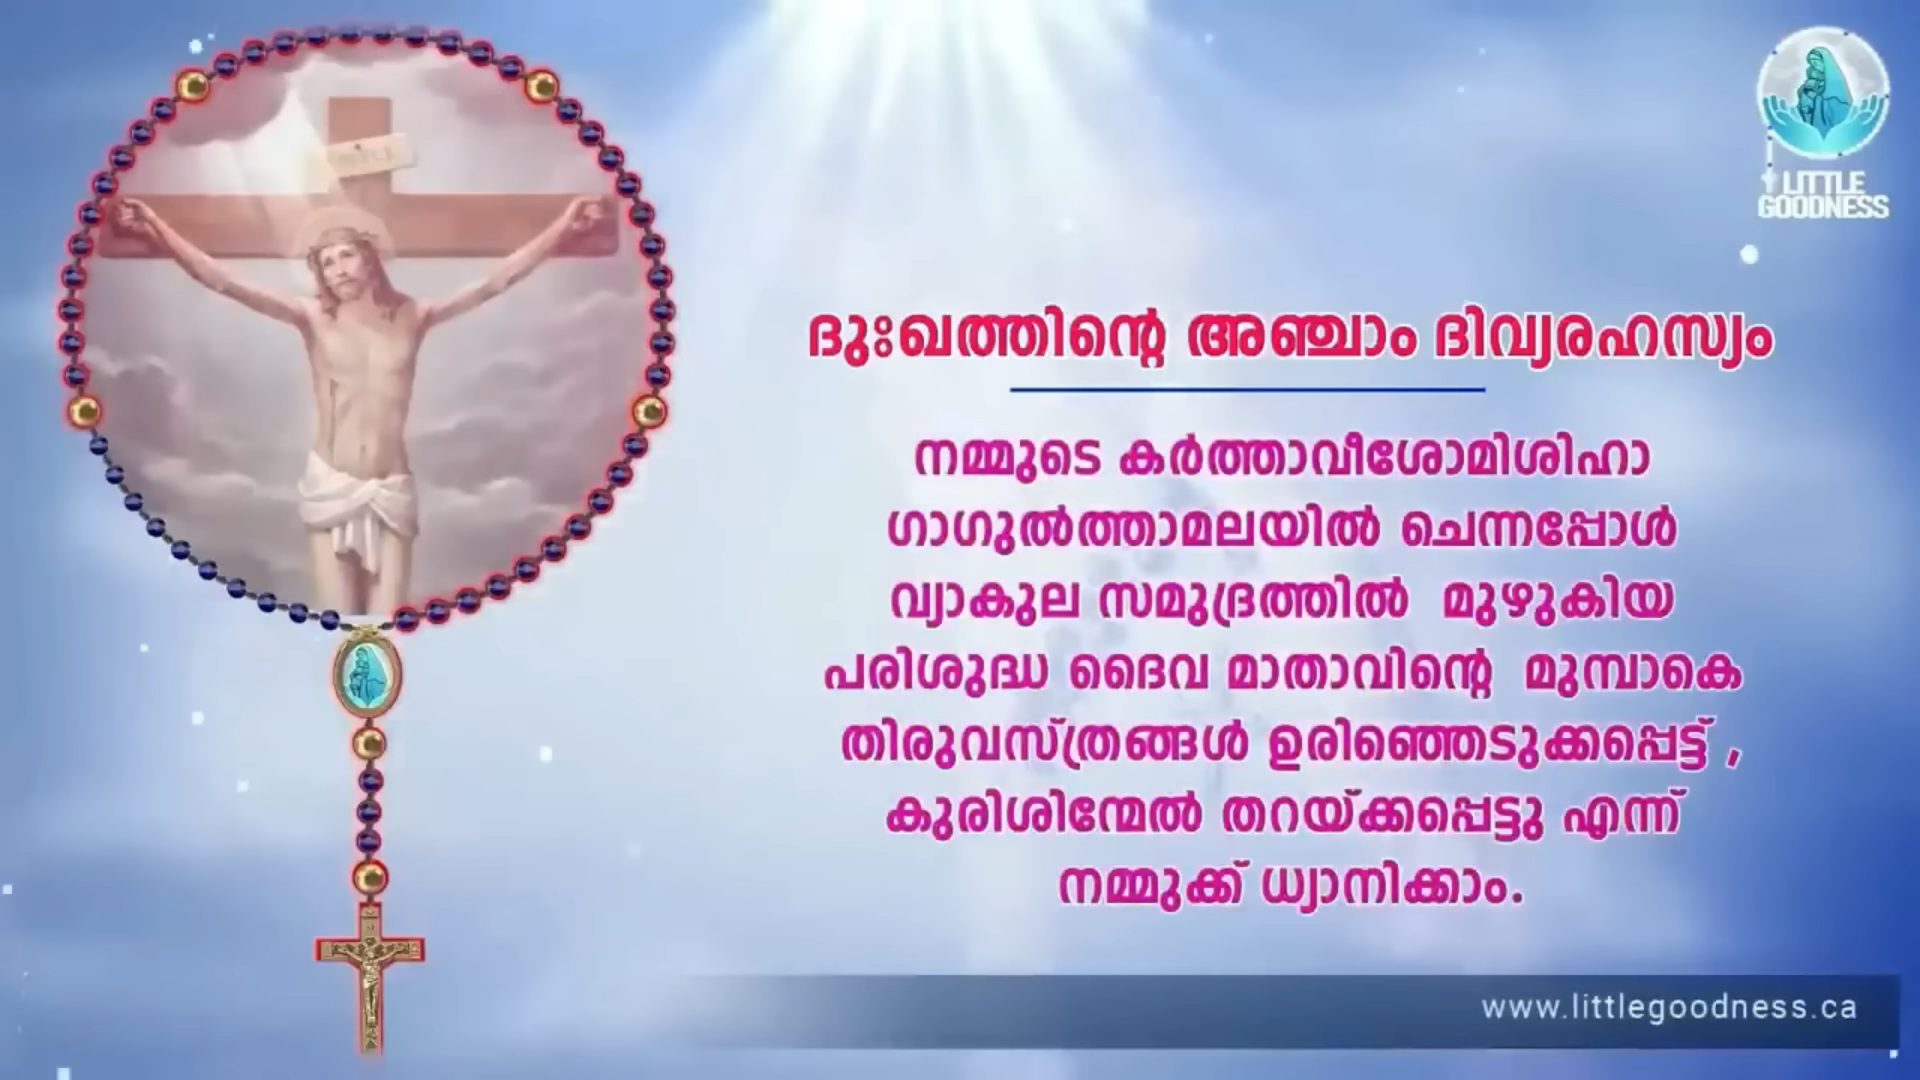 LITTLE
GOODNESS
ദുഃഖത്തിന്റെ അഞ്ചാം ദിവ്യരഹസ്യം
നമ്മുടെ കർത്താവീശോമിശിഹാ
ഗാഗുൽത്താമലയിൽ ചെന്നപ്പോൾ
വ്യാകുല സമുദ്രത്തിൽ മുഴുകിയ
പരിശുദ്ധ ദൈവ മാതാവിന്റെ മുമ്പാകെ
തിരുവസ്ത്രങ്ങൾ ഉരിഞ്ഞെടുക്കപ്പെട്ട് ,
കുരിശിന്മേൽ തറയ്ക്കപ്പെട്ടു എന്ന്
നമ്മുക്ക് ധ്യാനിക്കാം.
www.littlegoodness.ca